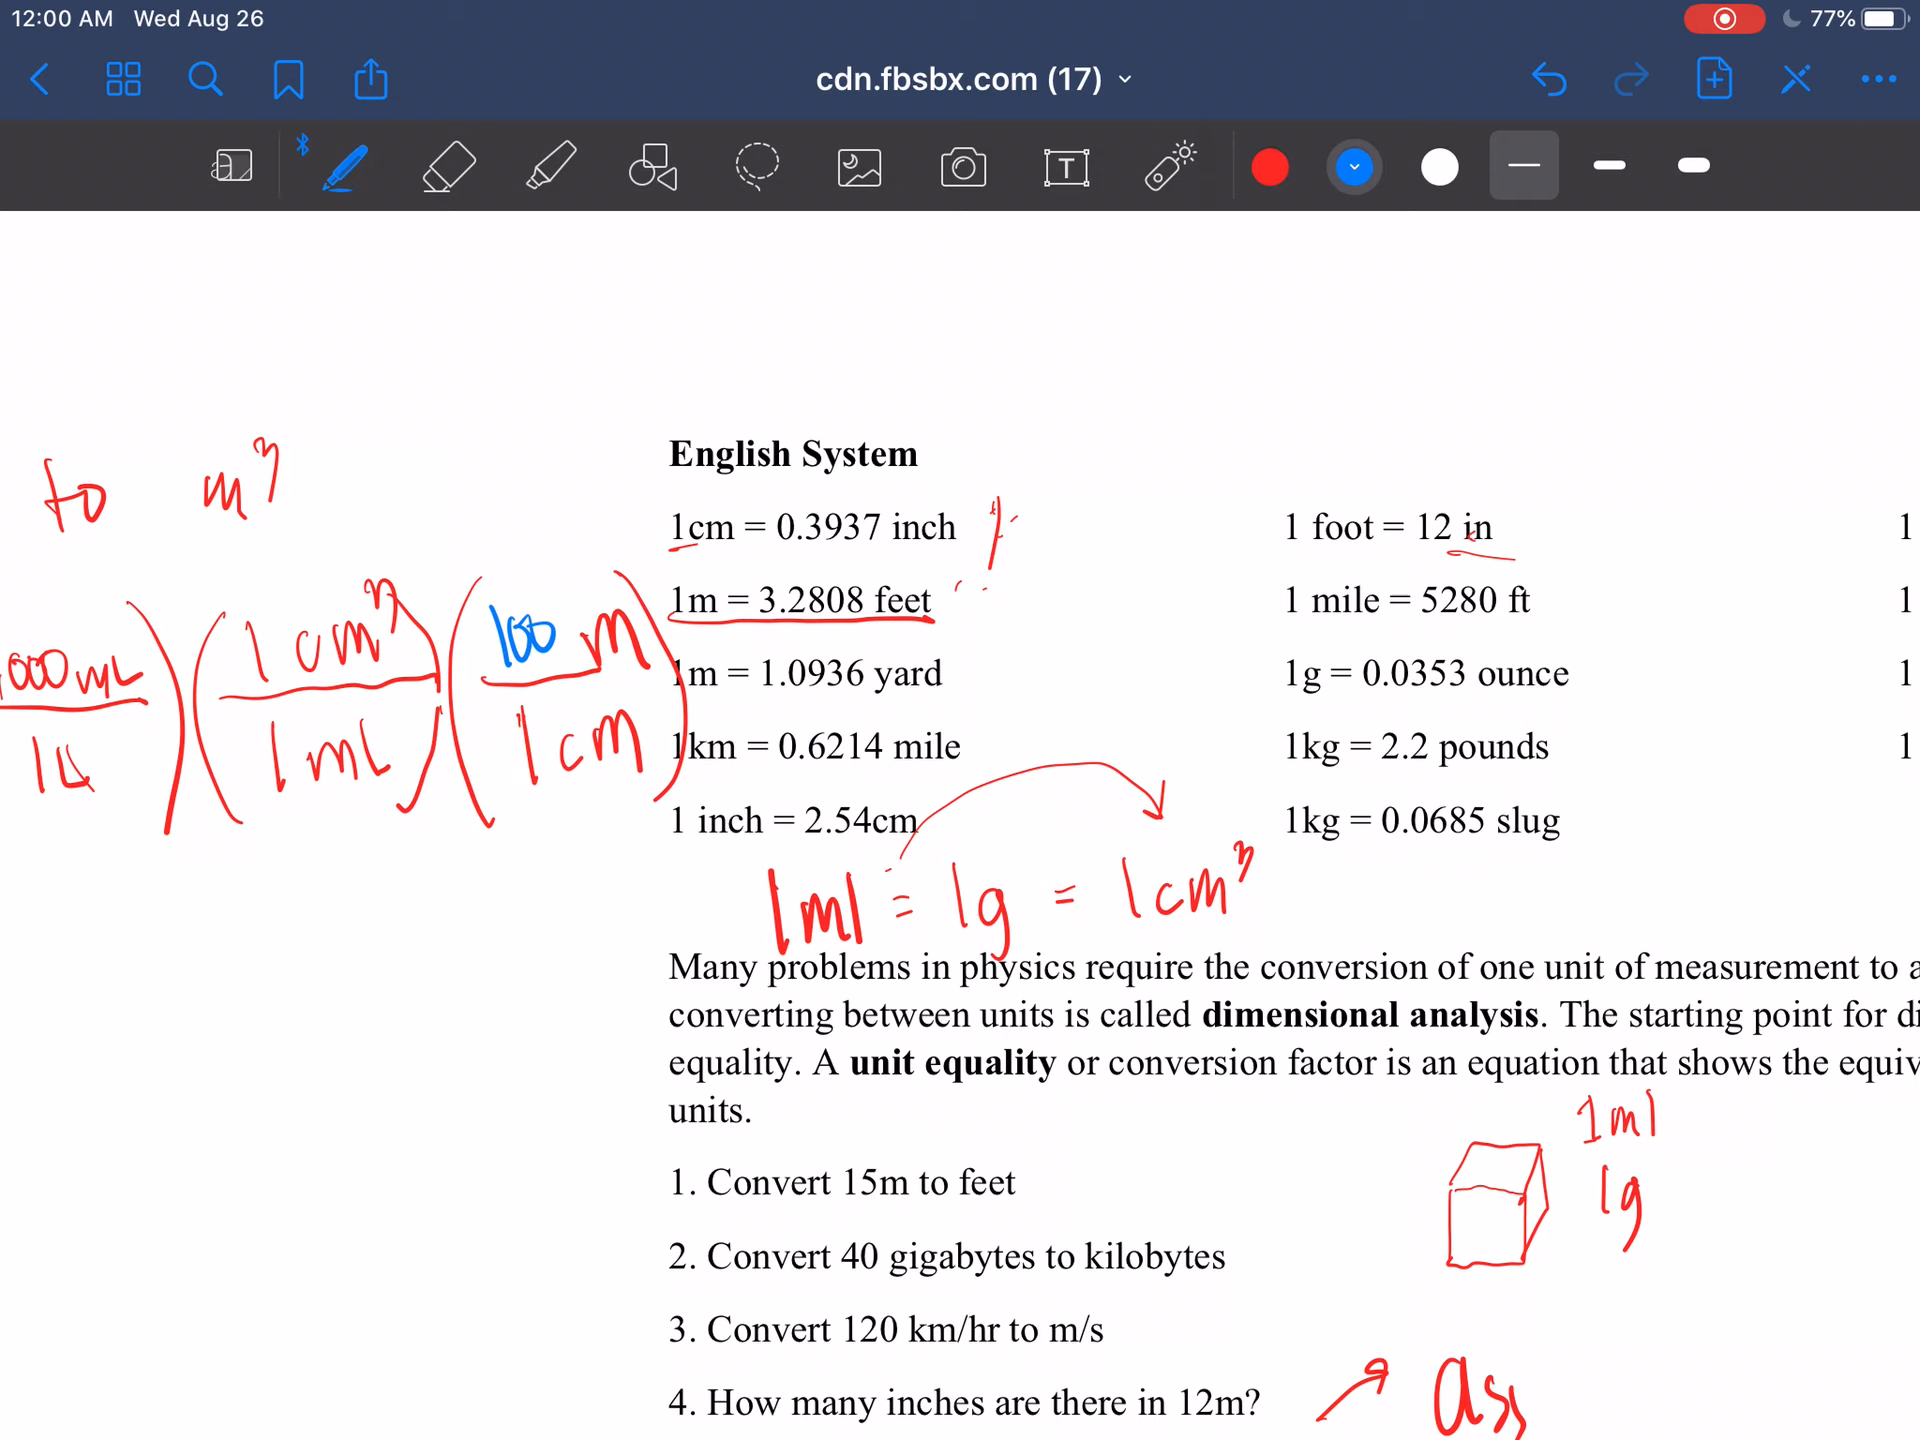 12:00 AM Wed Aug 26
77%
cdn.fbsbx.com (17)
T
to m³
000 mL
1L
1 cm³
1 mL
100 m
1 cm
English System
1cm = 0.3937 inch
1 foot = 12 in
1
1m = 3.2808 feet
1 mile = 5280 ft
1
1m = 1.0936 yard
1g = 0.0353 ounce
1
1km = 0.6214 mile
1kg = 2.2 pounds
1
1 inch = 2.54cm
1kg = 0.0685 slug
1ml = 1g = 1cm³
Many problems in physics require the conversion of one unit of measurement to a
converting between units is called dimensional analysis. The starting point for di
equality. A unit equality or conversion factor is an equation that shows the equiv
units.
1ml
1g
1. Convert 15m to feet
2. Convert 40 gigabytes to kilobytes
3. Convert 120 km/hr to m/s
4. How many inches are there in 12m?
ass